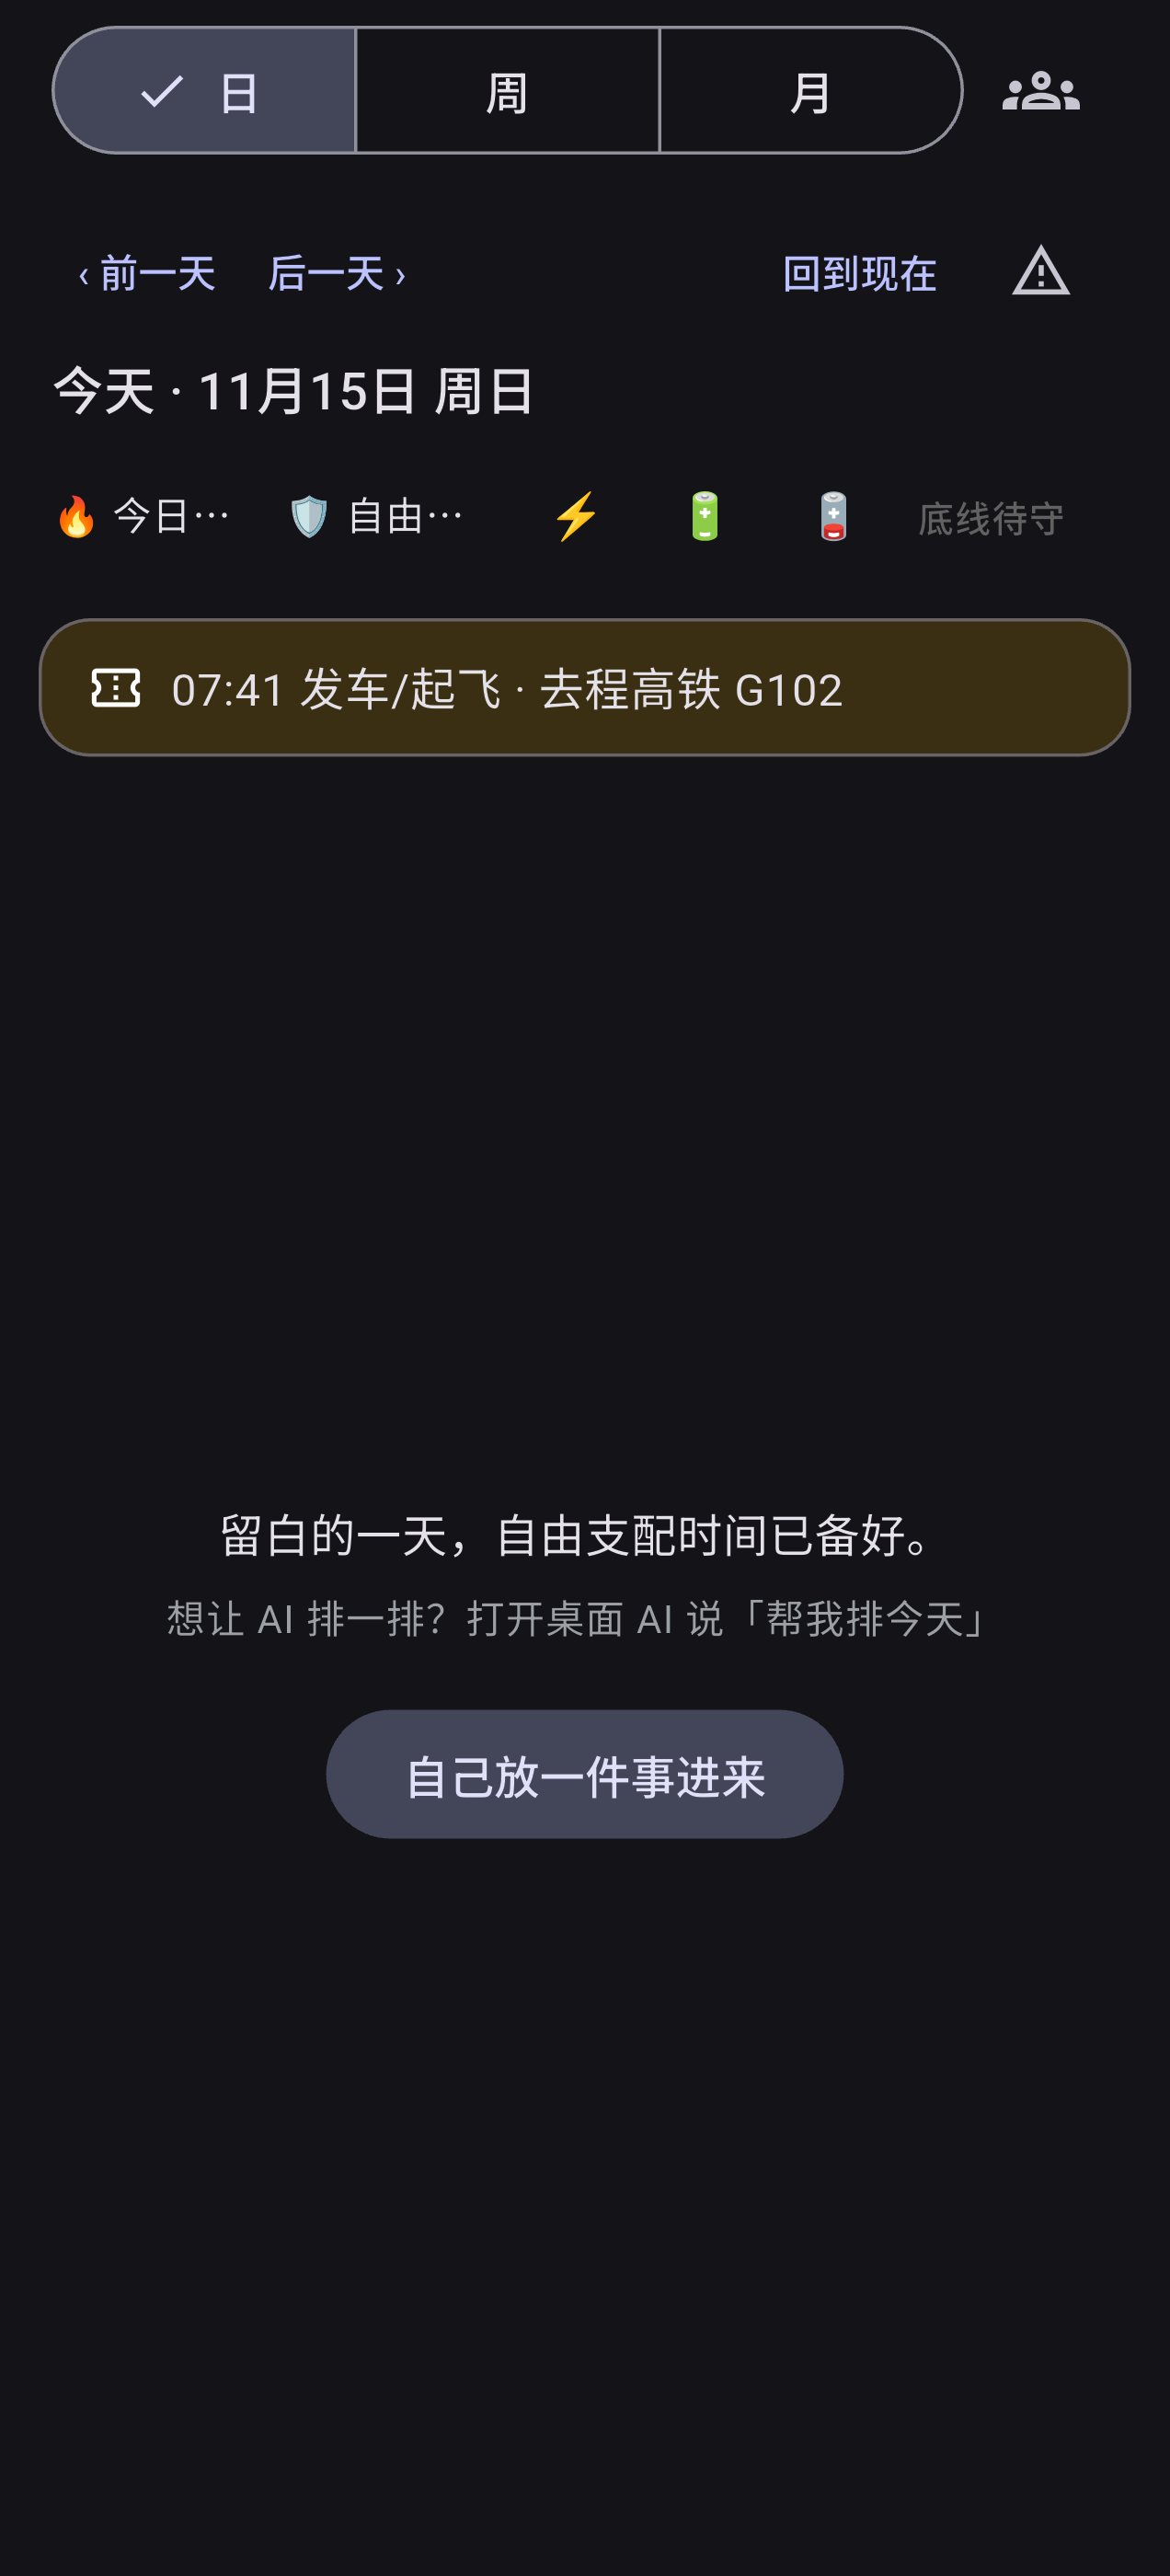 日 周 月
‹ 前一天 后一天 › 回到现在
今天 · 11月15日 周日
🔥 今日… 🛡️ 自由… ⚡ 🔋 🪫 底线待守
07:41 发车/起飞 · 去程高铁 G102
留白的一天，自由支配时间已备好。
想让 AI 排一排？打开桌面 AI 说「帮我排今天」
自己放一件事进来